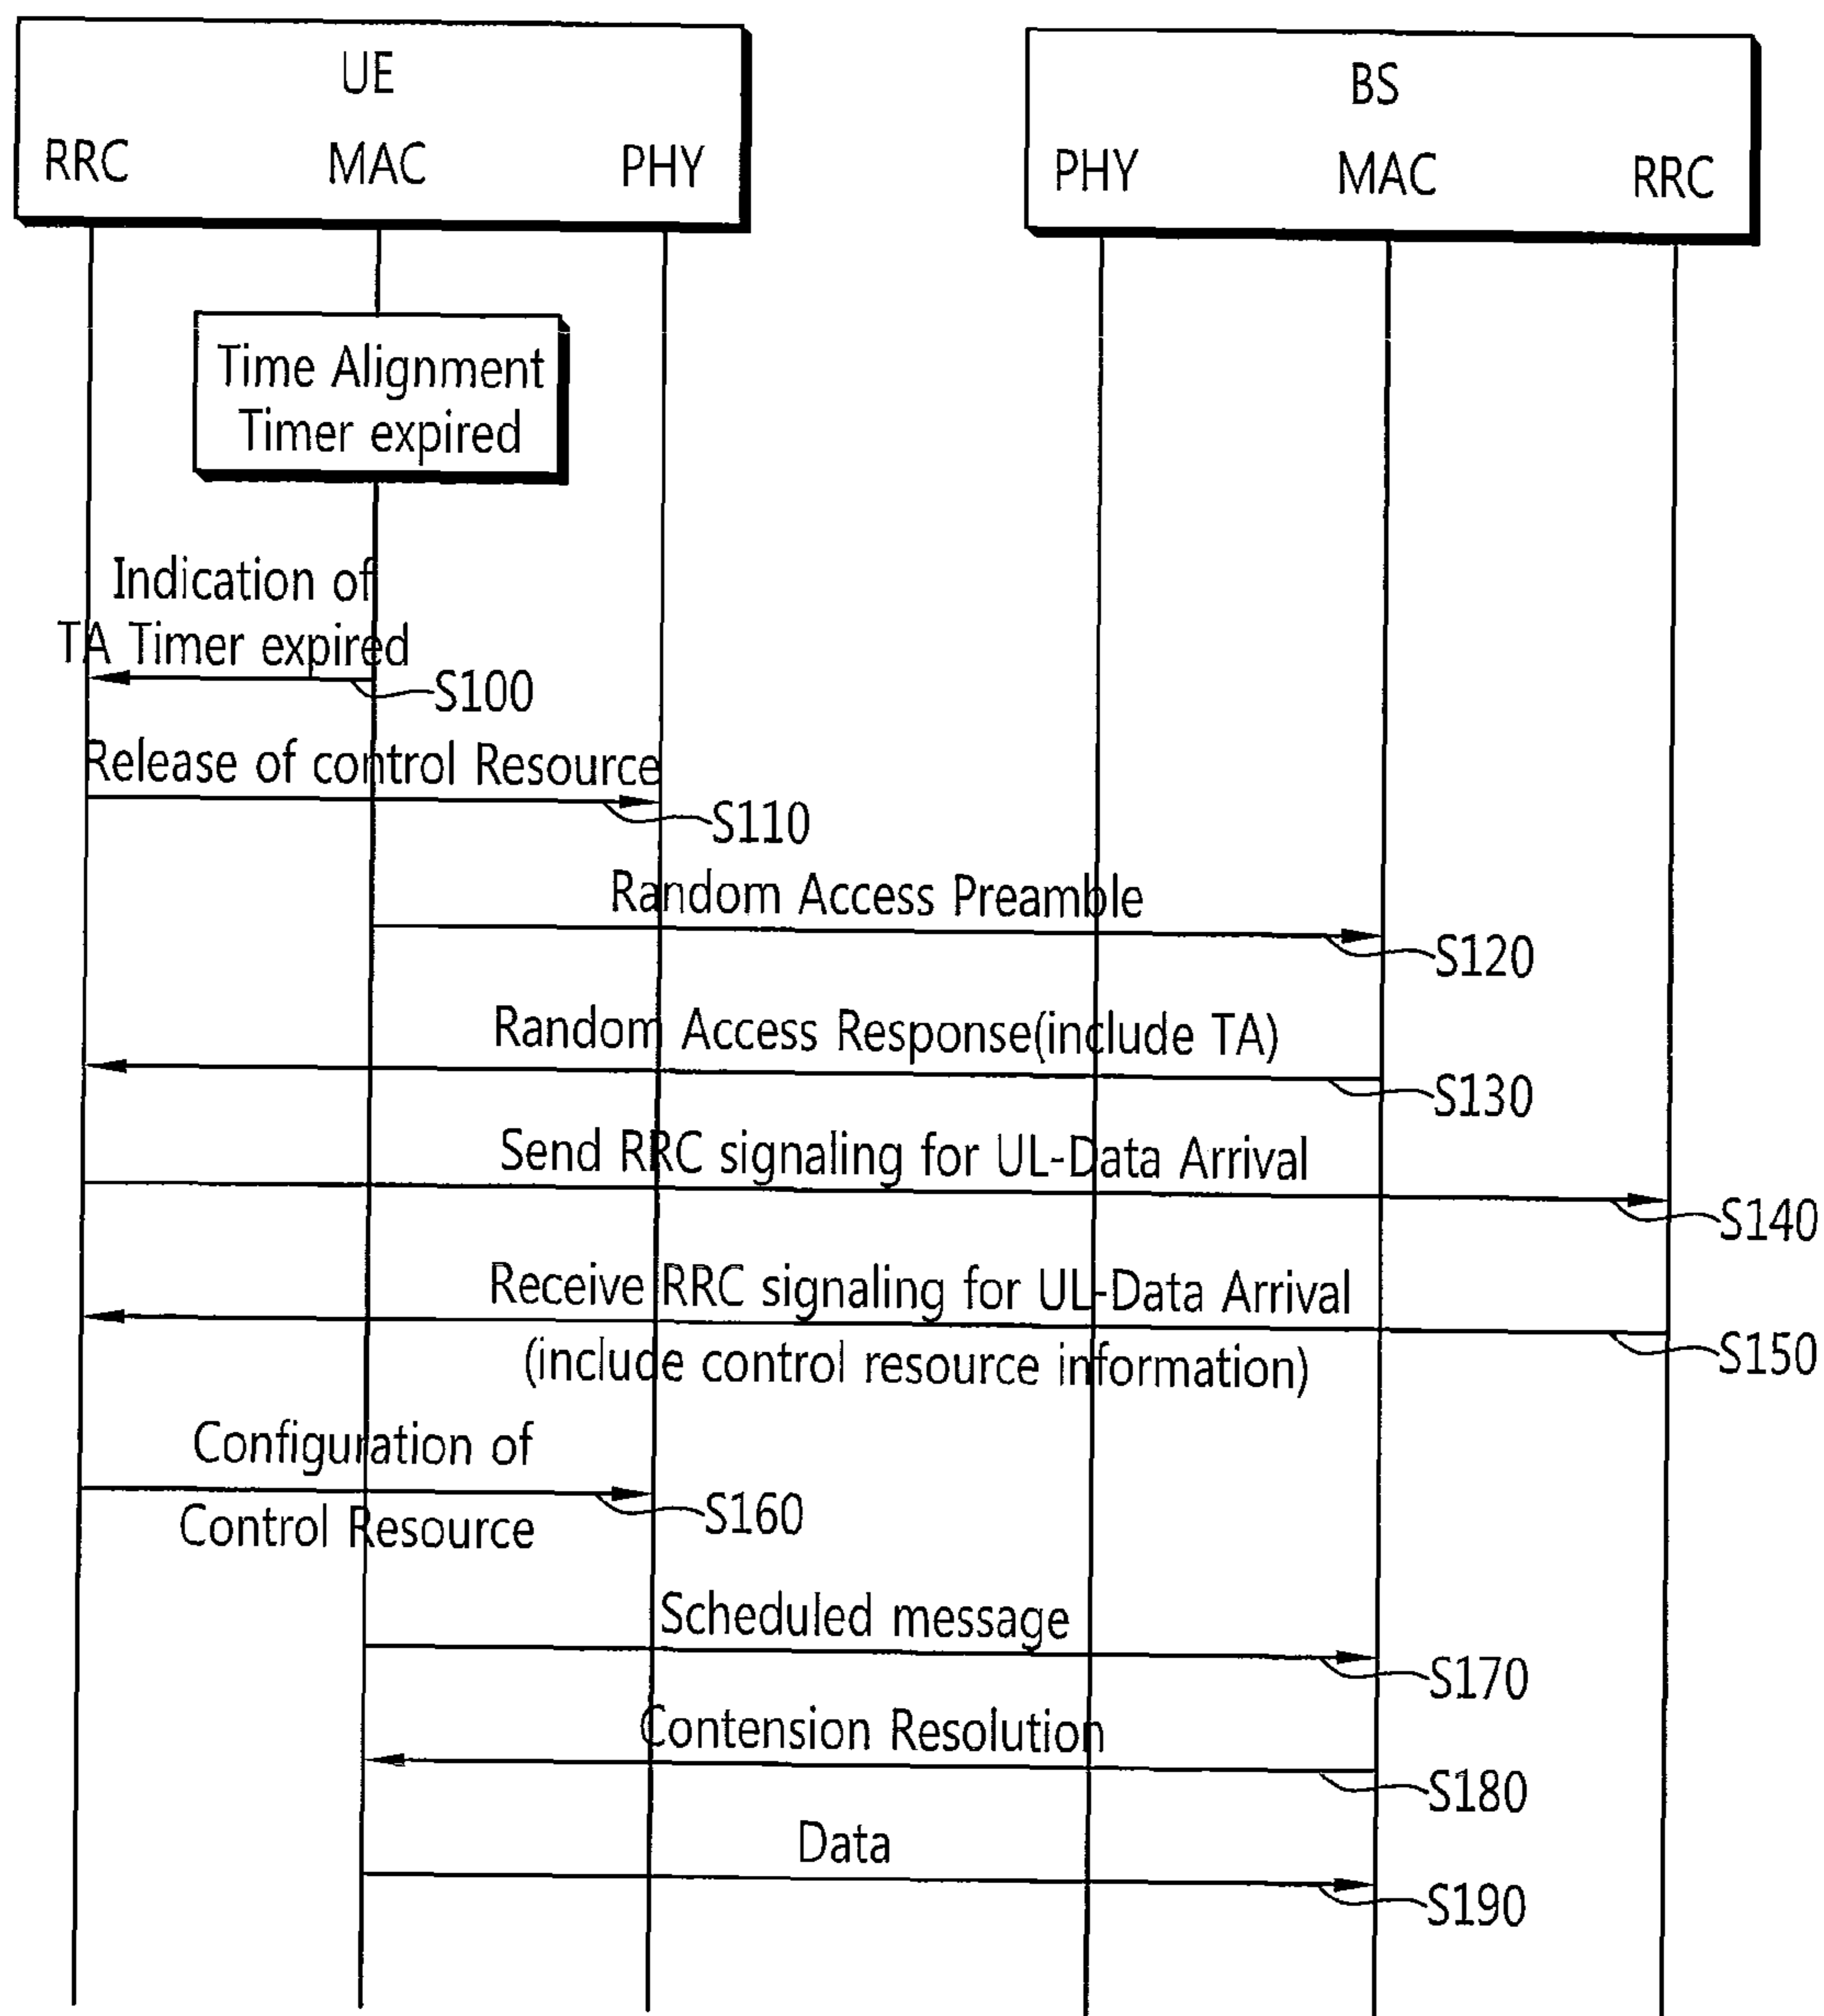 UE
RRC MAC PHY
BS
PHY MAC RRC
Time Alignment
Timer expired
Indication of
TA Timer expired
S100
Release of control Resource
S110
Random Access Preamble
S120
Random Access Response(include TA)
S130
Send RRC signaling for UL-Data Arrival
S140
Receive RRC signaling for UL-Data Arrival
(include control resource information)
S150
Configuration of
Control Resource
S160
Scheduled message
S170
Contension Resolution
S180
Data
S190